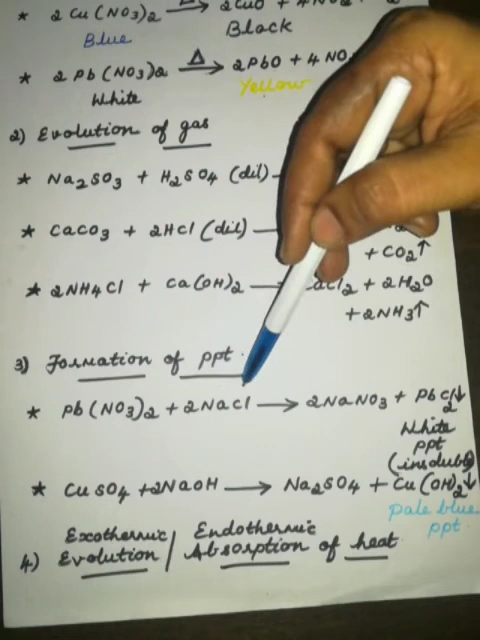 * 2 Cu(NO3)2 Δ→ 2CuO + 4NO2
Blue Black
* 2 Pb(NO3)2 Δ→ 2PbO + 4 NO
White Yellow
2) Evolution of gas
* Na2SO3 + H2SO4 (dil) —
* CaCO3 + 2HCl (dil) —
+ CO2↑
* 2NH4Cl + Ca(OH)2 — CaCl2 + 2H2O
+ 2NH3↑
3) Formation of ppt.
* Pb(NO3)2 + 2NaCl → 2NaNO3 + PbCl2↓
White
ppt
(insoluble)
* CuSO4 + 2NaOH → Na2SO4 + Cu(OH)2↓
pale blue
ppt.
Exothermic Endothermic
4) Evolution / Absorption of heat